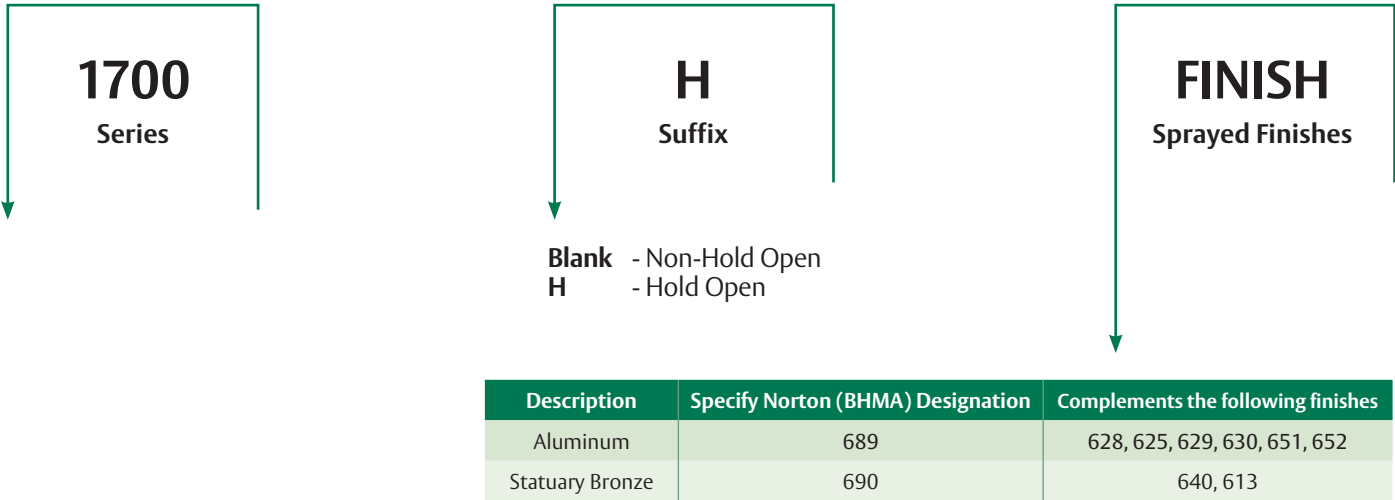 1700
Series
H
Suffix
FINISH
Sprayed Finishes
Blank - Non-Hold Open
H - Hold Open
Description Specify Norton (BHMA) Designation Complements the following finishes
Aluminum 689 628, 625, 629, 630, 651, 652
Statuary Bronze 690 640, 613